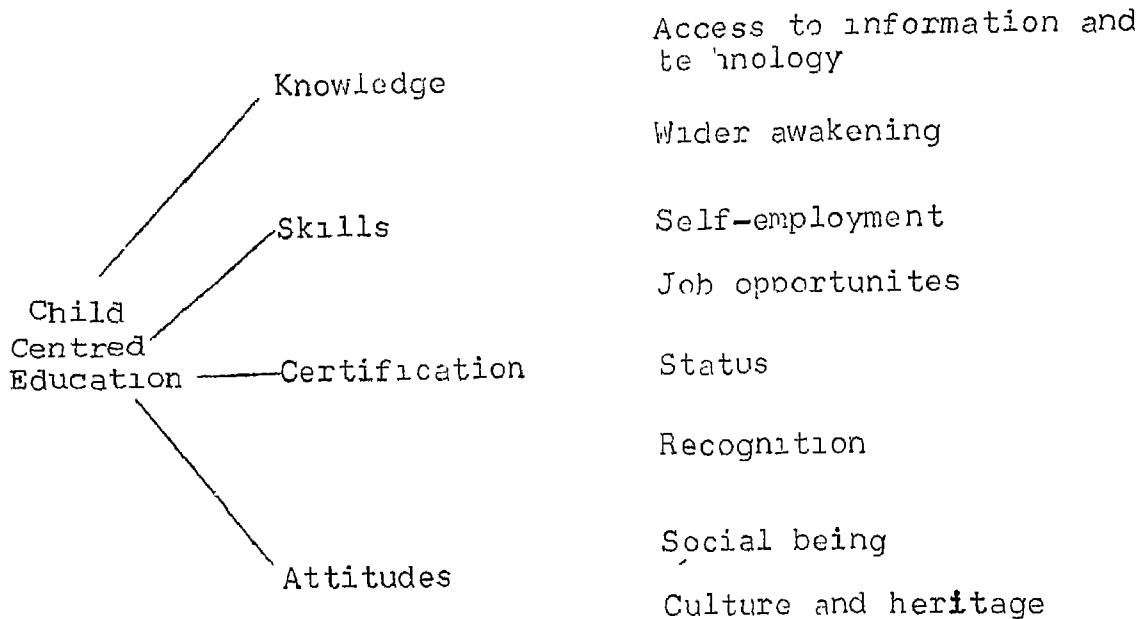 Access to information and
te hnology
Knowledge
Wider awakening
Skills
Self-employment
Job opportunites
Child
Centred
Education
Certification
Status
Recognition
Social being
Attitudes
Culture and heritage